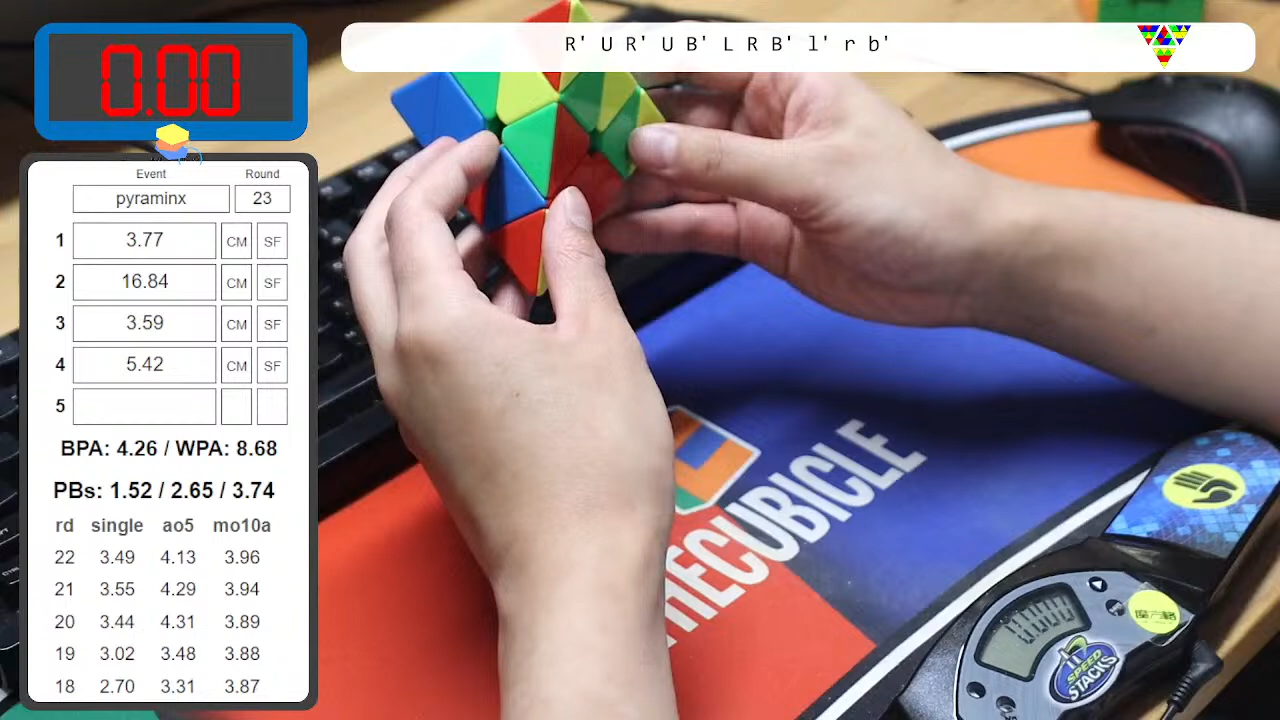 0.00
R' U R' U B' L R B' l' r b'
Event Round
pyraminx 23
1 3.77 CM SF
2 16.84 CM SF
3 3.59 CM SF
4 5.42 CM SF
5
BPA: 4.26 / WPA: 8.68
PBs: 1.52 / 2.65 / 3.74
rd single ao5 mo10a
22 3.49 4.13 3.96
21 3.55 4.29 3.94
20 3.44 4.31 3.89
19 3.02 3.48 3.88
18 2.70 3.31 3.87
THECUBICLE
0.000
SPEED
STACKS